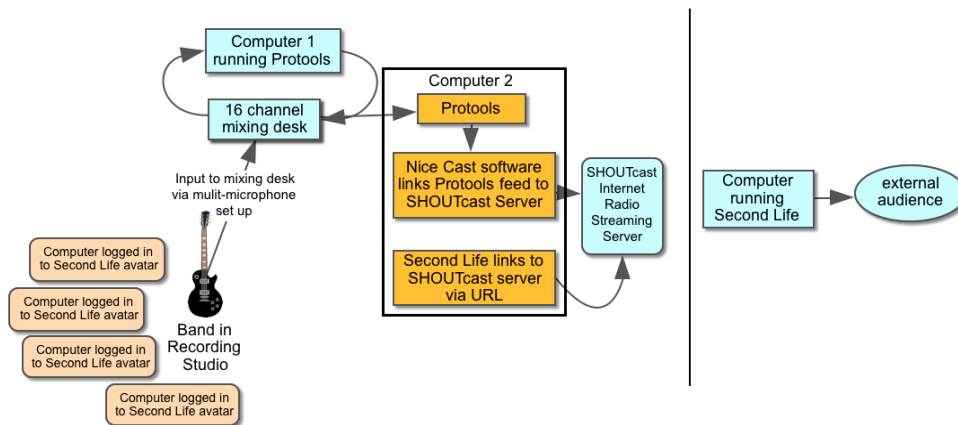 Computer 1
running Protools
16 channel
mixing desk
Input to mixing desk
via mulit-microphone
set up
Computer logged in
to Second Life avatar
Computer logged in
to Second Life avatar
Computer logged in
to Second Life avatar
Computer logged in
to Second Life avatar
Band in
Recording
Studio
Computer 2
Protools
Nice Cast software
links Protools feed to
SHOUTcast Server
Second Life links to
SHOUTcast server
via URL
SHOUTcast
Internet
Radio
Streaming
Server
Computer
running
Second Life
external
audience